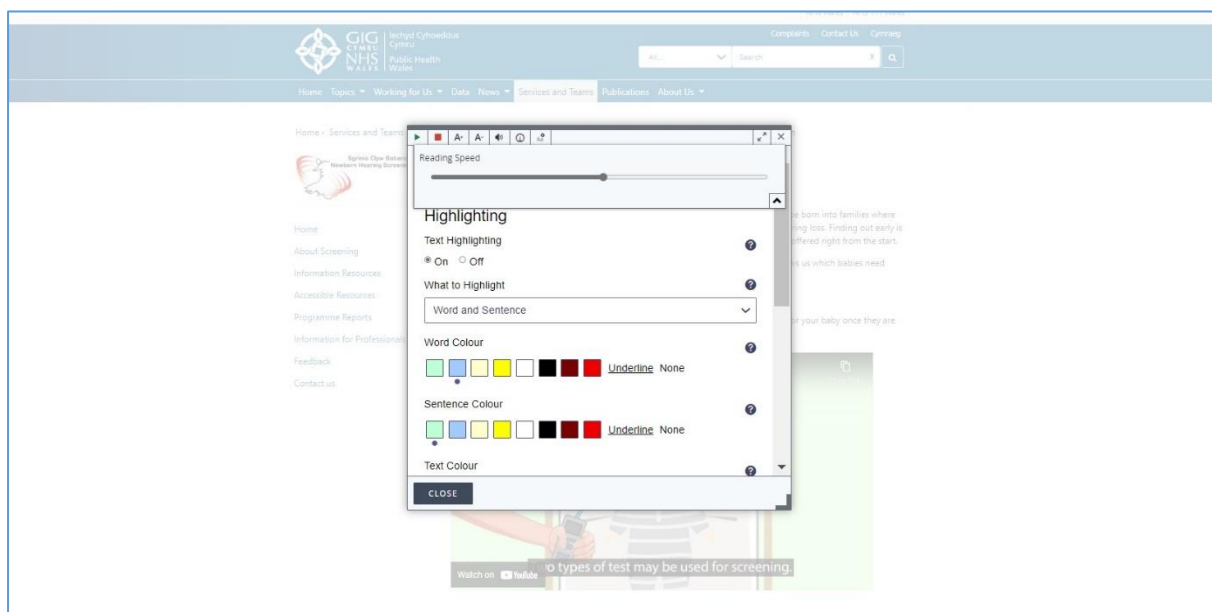 GIG
CYMRU
NHS
WALES
Iechyd Cyhoeddus
Cymru
Public Health
Wales
Complaints Contact Us Cymraeg
All... Search x
Home Topics Working for Us Data News Services and Teams Publications About Us
Home › Services and Teams
Newborn Hearing
A+ A-
Reading Speed
Highlighting
Text Highlighting
On Off
What to Highlight
Word and Sentence
Word Colour
Underline None
Sentence Colour
Underline None
Text Colour
CLOSE
Home
About Screening
Information Resources
Accessible Resources
Programme Reports
Information for Professionals
Feedback
Contact us
be born into families where
hearing loss. Finding out early is
offered right from the start.
us which babies need
for your baby once they are
Watch on YouTube
types of test may be used for screening.